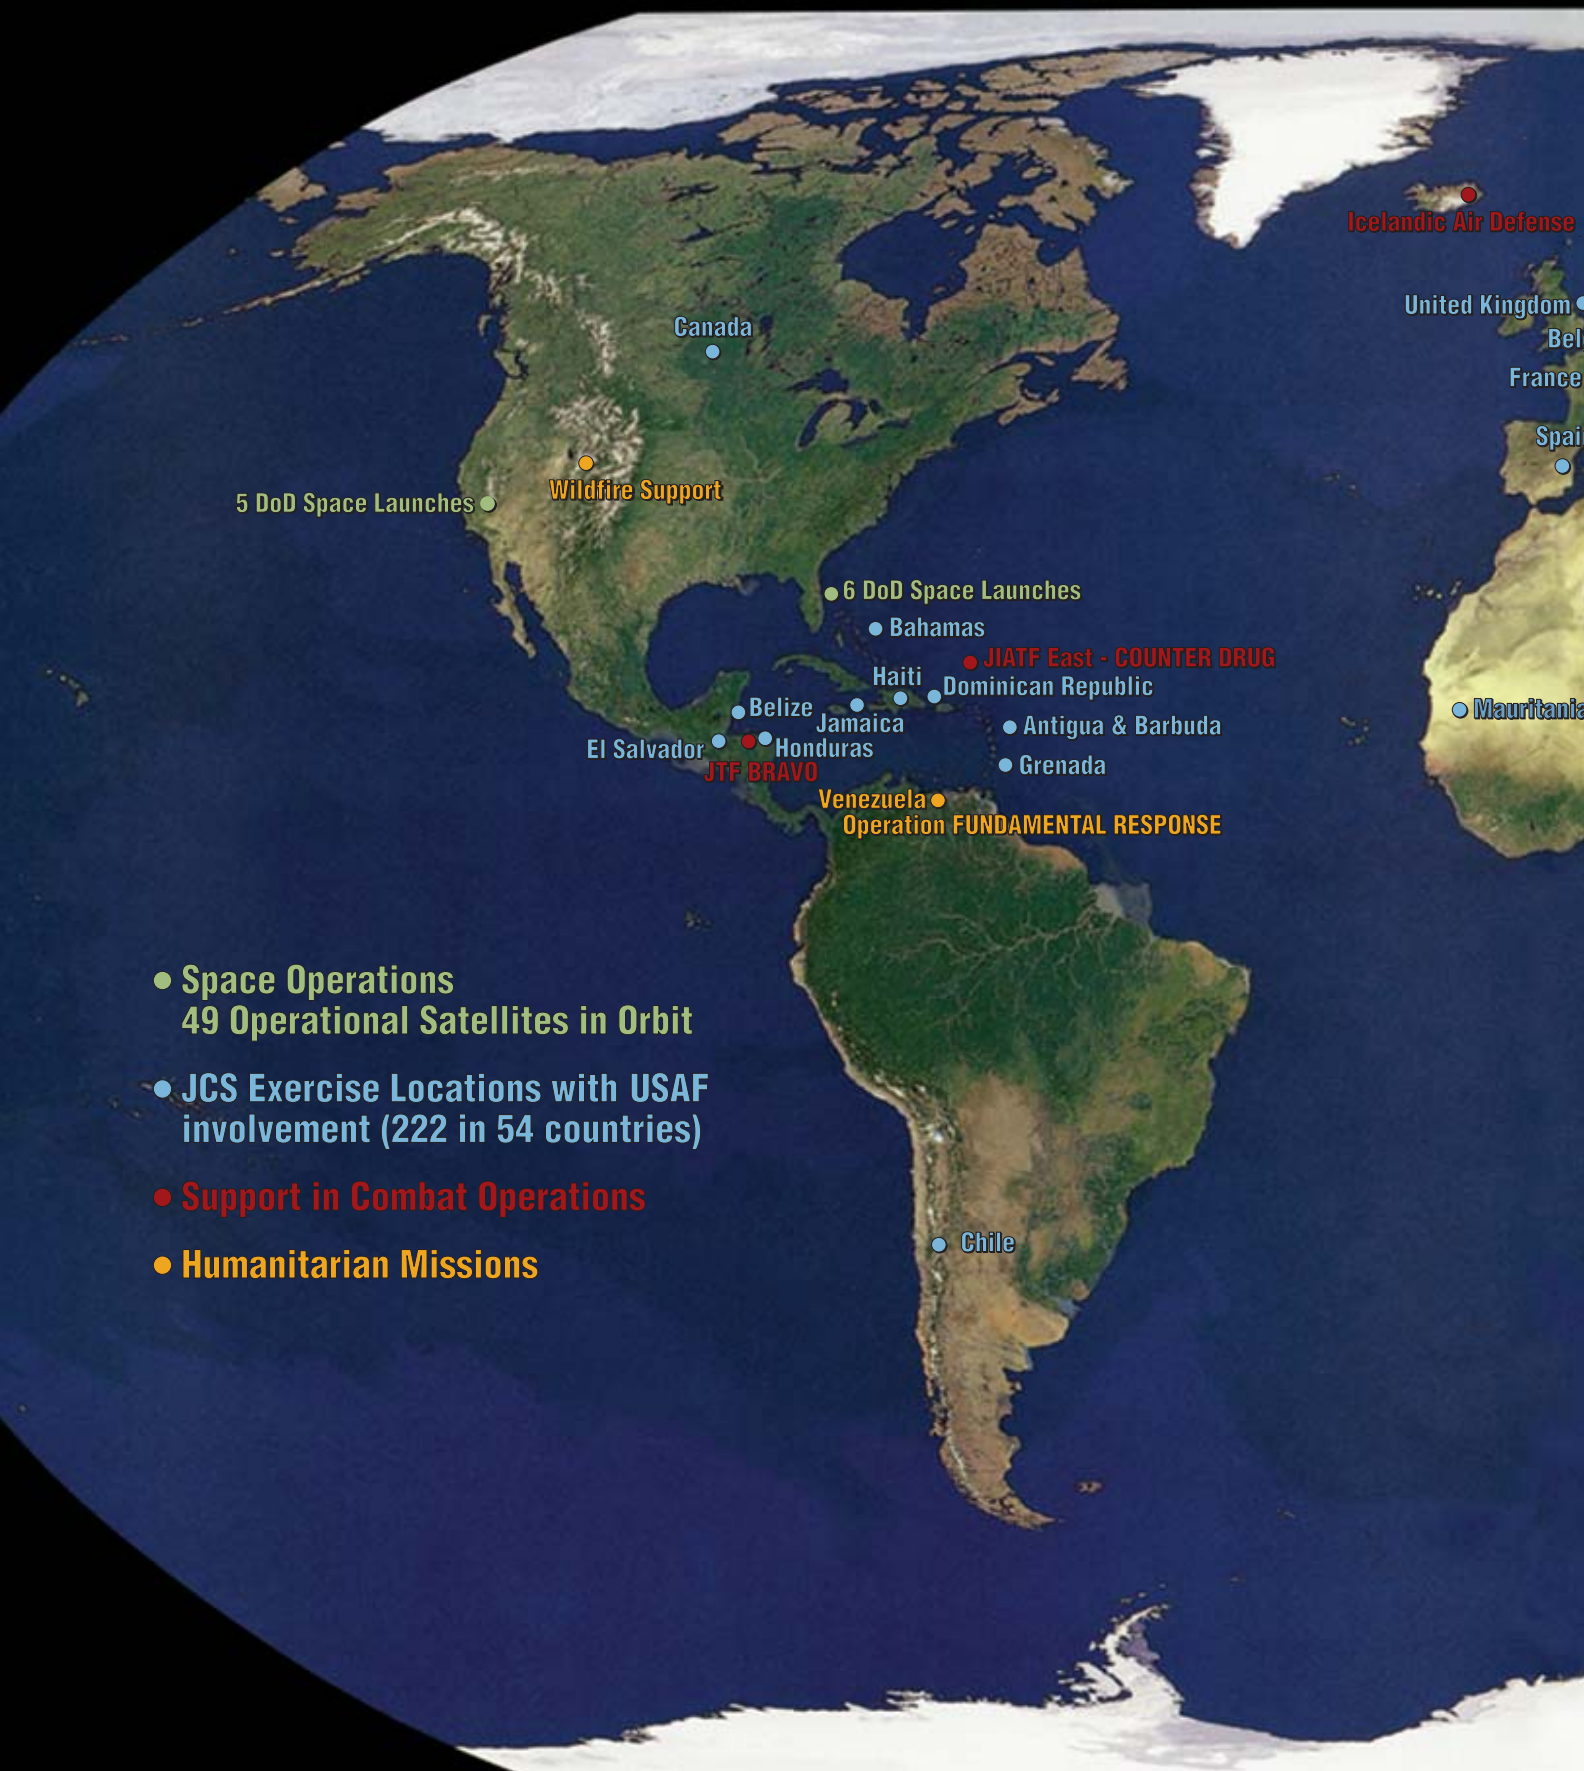 Icelandic Air Defense
United Kingdom
Bel
Canada
France
Spai
Wildfire Support
5 DoD Space Launches
6 DoD Space Launches
Bahamas
JIATF East - COUNTER DRUG
Haiti
Dominican Republic
Belize
Jamaica
Mauritania
Antigua & Barbuda
El Salvador
Honduras
JTF BRAVO
Grenada
Venezuela
Operation FUNDAMENTAL RESPONSE
Space Operations
49 Operational Satellites in Orbit
JCS Exercise Locations with USAF
involvement (222 in 54 countries)
Support in Combat Operations
Humanitarian Missions
Chile